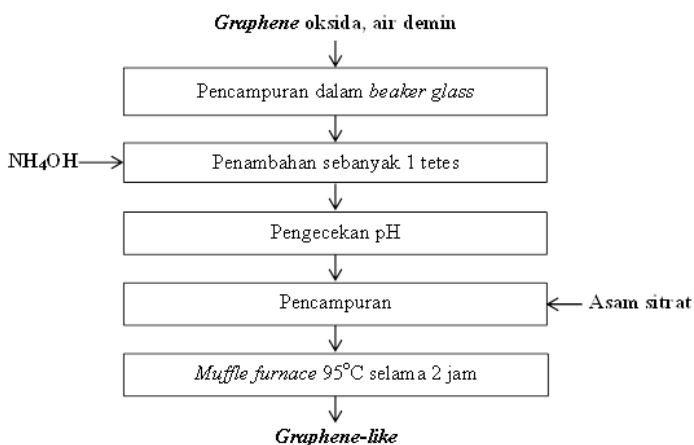 Graphene oksida, air demin
Pencampuran dalam beaker glass
NH₄OH
Penambahan sebanyak 1 tetes
Pengecekan pH
Pencampuran
Asam sitrat
Muffle furnace 95°C selama 2 jam
Graphene-like